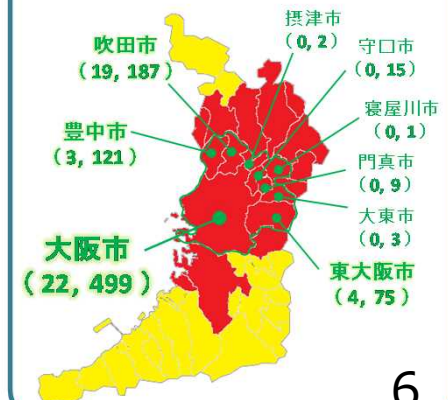 摂津市
(0, 2)
守口市
(0, 15)
吹田市
(19, 187)
寝屋川市
(0, 1)
豊中市
(3, 121)
門真市
(0, 9)
大東市
(0, 3)
大阪市
(22, 499)
東大阪市
(4, 75)
6